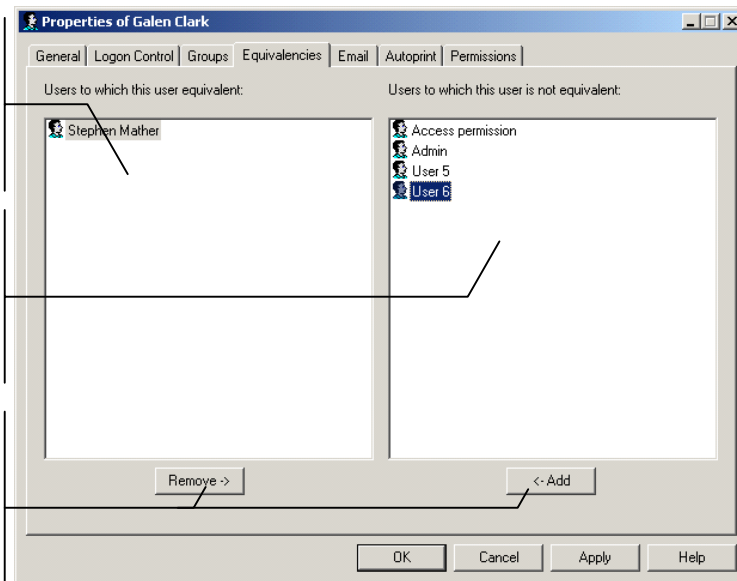 Properties of Galen Clark
General Logon Control Groups Equivalencies Email Autoprint Permissions
Users to which this user equivalent: Users to which this user is not equivalent:
Stephen Mather
Access permission
Admin
User 5
User 6
Remove -> <- Add
OK Cancel Apply Help